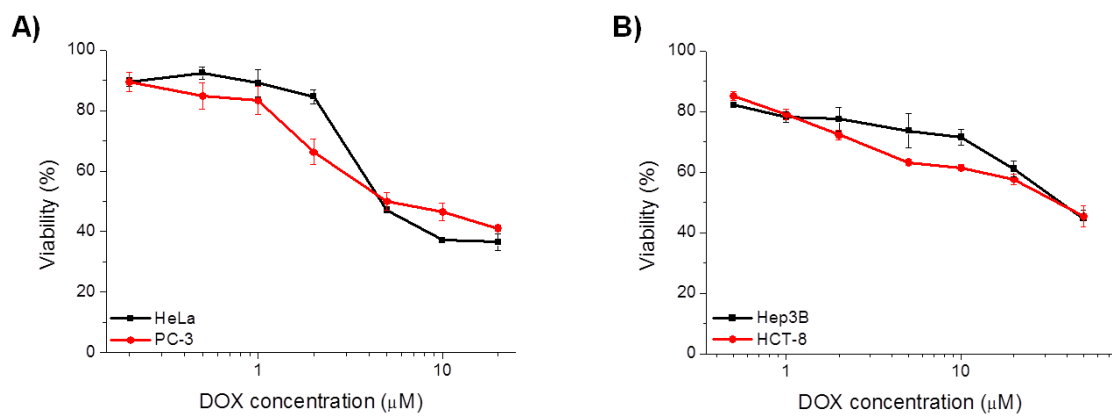 A)
100
80
60
40
20
0
Viability (%)
HeLa
PC-3
1
10
DOX concentration (μM)
B)
100
80
60
40
20
0
Viability (%)
Hep3B
HCT-8
1
10
DOX concentration (μM)